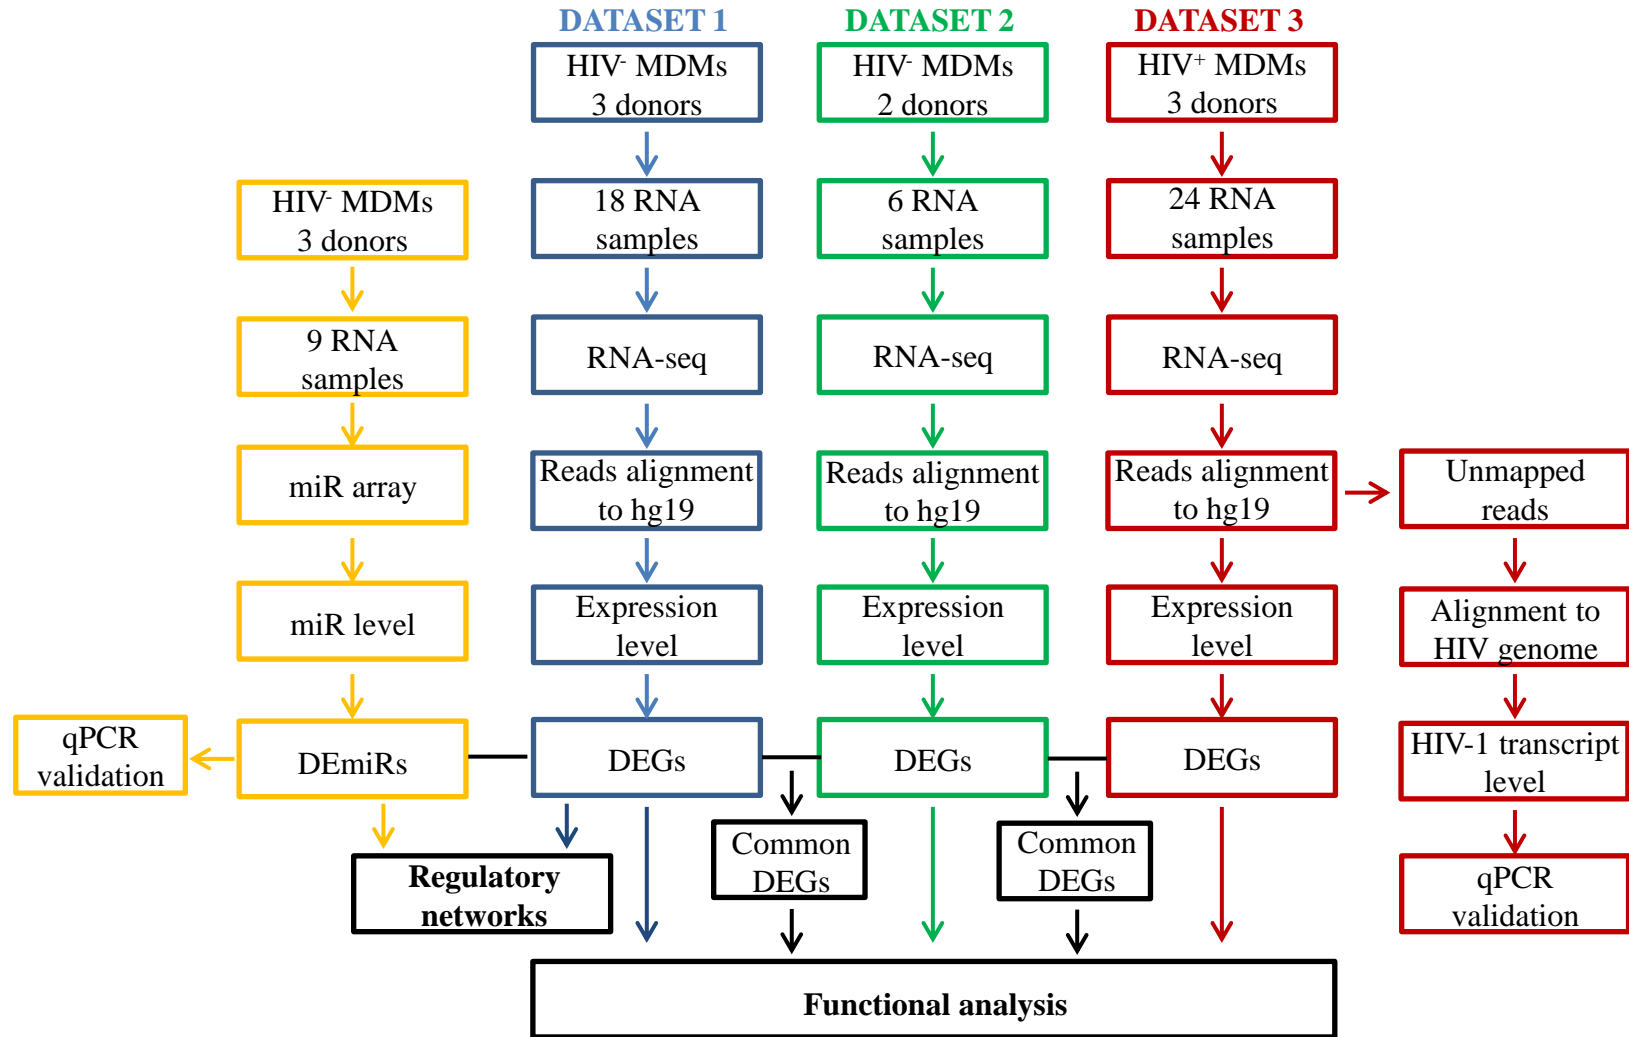 DATASET 1
DATASET 2
DATASET 3
HIV- MDMs
3 donors
HIV- MDMs
2 donors
HIV+ MDMs
3 donors
HIV- MDMs
3 donors
18 RNA
samples
6 RNA
samples
24 RNA
samples
9 RNA
samples
RNA-seq
RNA-seq
RNA-seq
miR array
Reads alignment
to hg19
Reads alignment
to hg19
Reads alignment
to hg19
Unmapped
reads
miR level
Expression
level
Expression
level
Expression
level
Alignment to
HIV genome
qPCR
validation
DEmiRs
DEGs
DEGs
DEGs
HIV-1 transcript
level
Regulatory
networks
Common
DEGs
Common
DEGs
qPCR
validation
Functional analysis